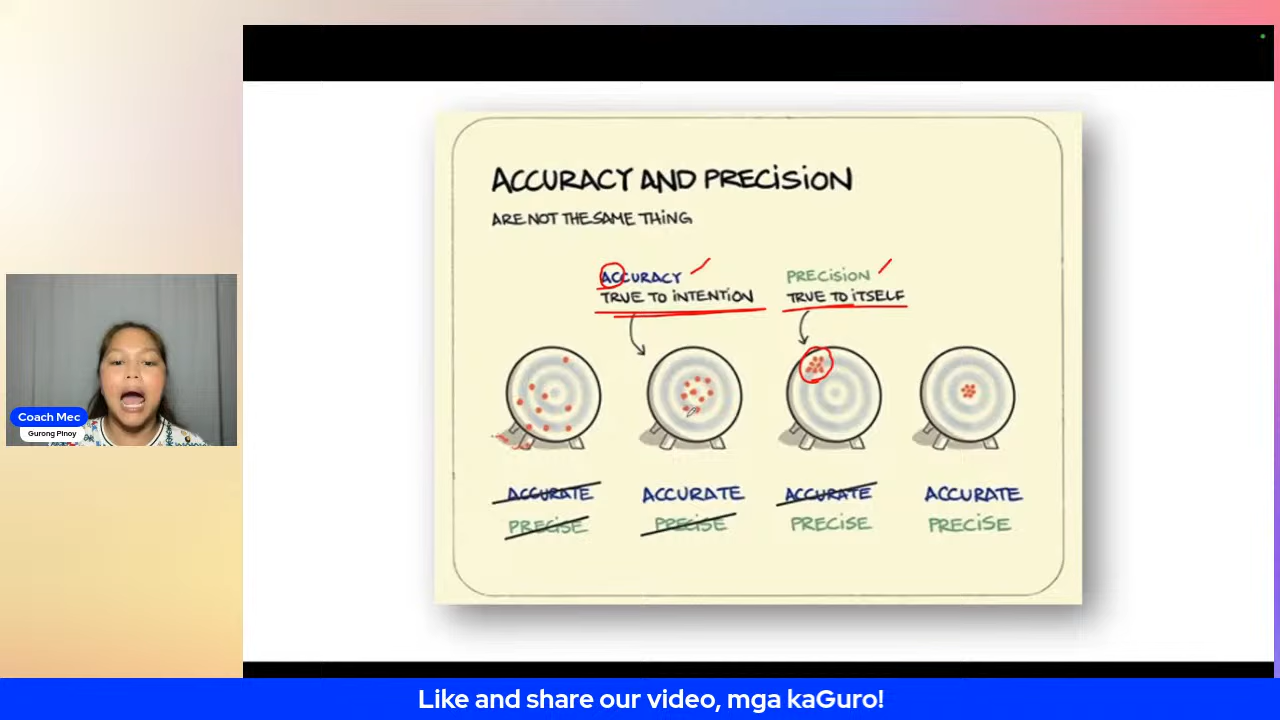 ACCURACY AND PRECISION
ARE NOT THE SAME THING
ACCURACY
TRUE TO INTENTION
PRECISION
TRUE TO ITSELF
ACCURATE
PRECISE
ACCURATE
PRECISE
ACCURATE
PRECISE
ACCURATE
PRECISE
Coach Mec
Gurong Pinoy
Like and share our video, mga kaGuro!